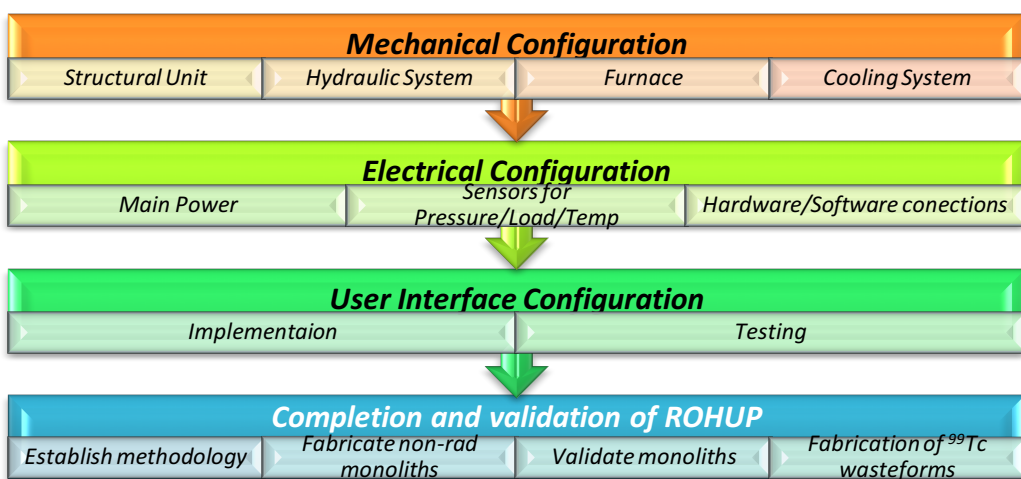 Mechanical Configuration
Structural Unit
Hydraulic System
Furnace
Cooling System
Electrical Configuration
Main Power
Sensors for
Pressure/Load/Temp
Hardware/Software conections
User Interface Configuration
Implementaion
Testing
Completion and validation of ROHUP
Establish methodology
Fabricate non-rad
monoliths
Validate monoliths
Fabrication of ⁹⁹Tc
wasteforms